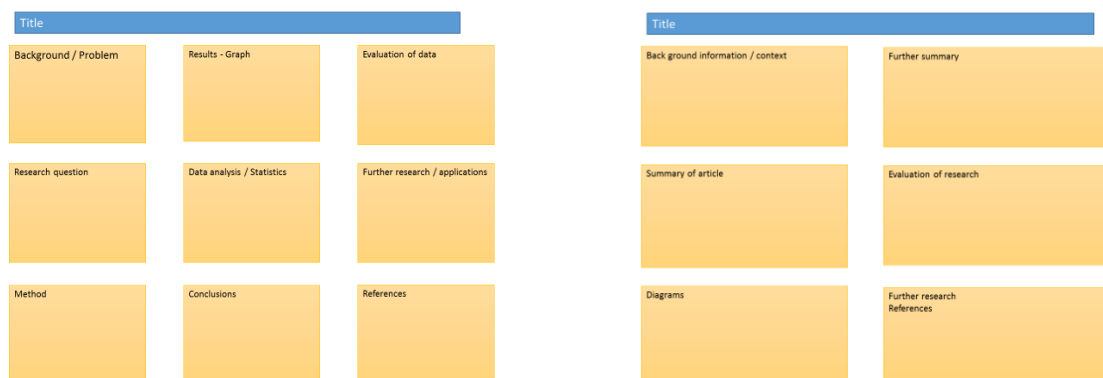 Title
Background / Problem
Results - Graph
Evaluation of data
Research question
Data analysis / Statistics
Further research / applications
Method
Conclusions
References
Title
Back ground information / context
Further summary
Summary of article
Evaluation of research
Diagrams
Further research
References